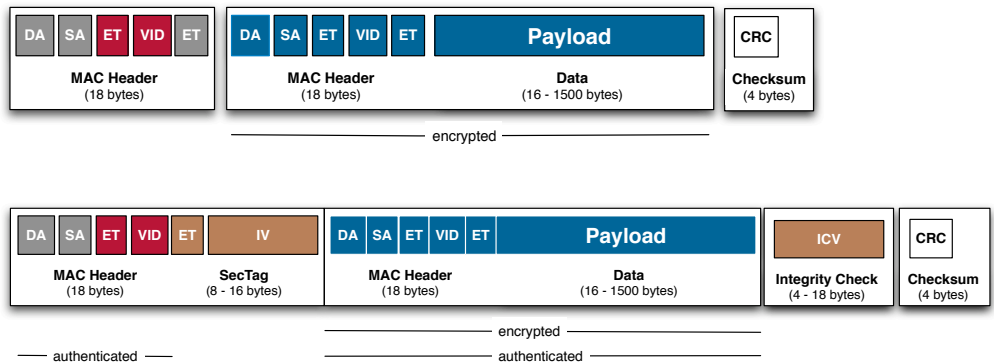 DA SA ET VID ET DA SA ET VID ET Payload CRC
MAC Header MAC Header Data Checksum
(18 bytes) (18 bytes) (16 - 1500 bytes) (4 bytes)
encrypted
DA SA ET VID ET IV DA SA ET VID ET Payload ICV CRC
MAC Header SecTag MAC Header Data Integrity Check Checksum
(18 bytes) (8 - 16 bytes) (18 bytes) (16 - 1500 bytes) (4 - 18 bytes) (4 bytes)
encrypted
authenticated authenticated